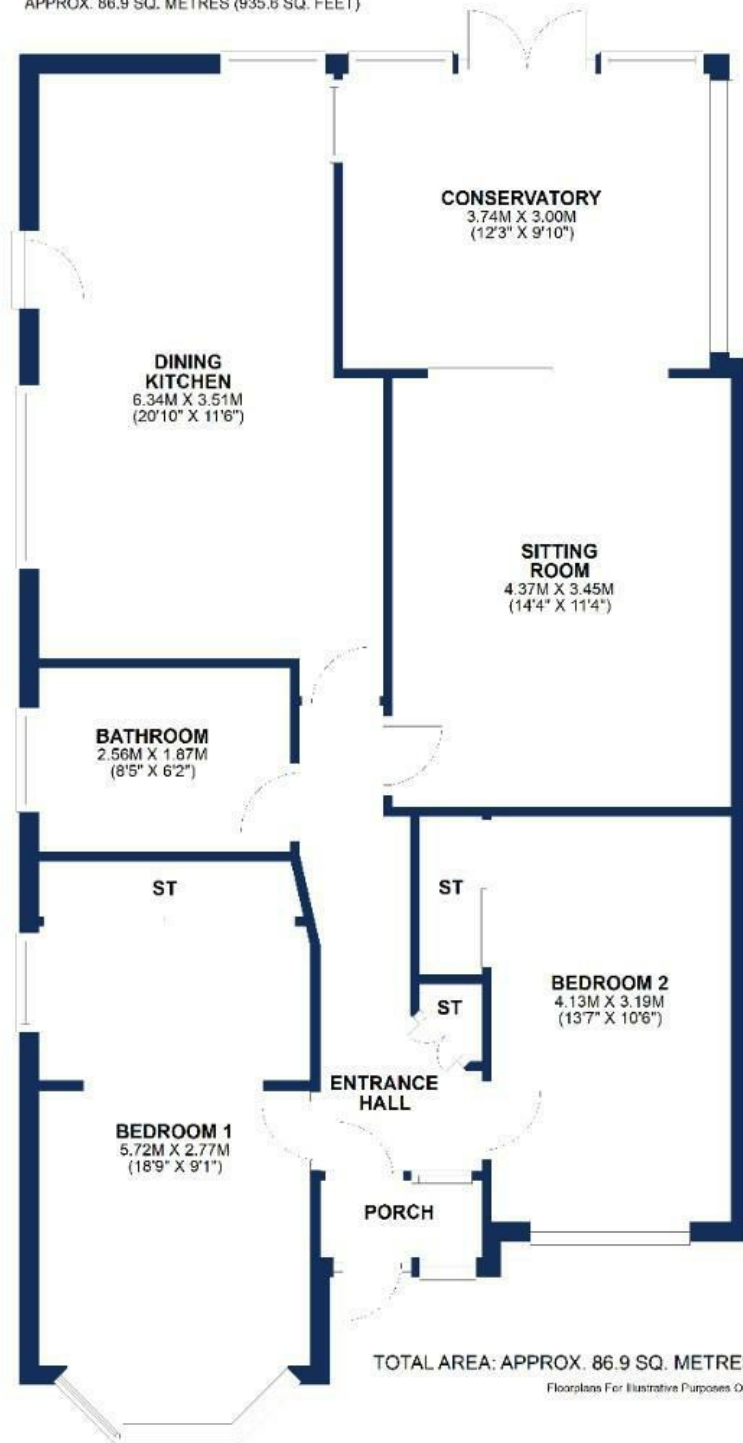 APPROX. 86.9 SQ. METRES (935.6 SQ. FEET)
CONSERVATORY
3.74M X 3.00M
(12'3" X 9'10")
DINING
KITCHEN
6.34M X 3.51M
(20'10" X 11'6")
SITTING
ROOM
4.37M X 3.45M
(14'4" X 11'4")
BATHROOM
2.56M X 1.87M
(8'5" X 6'2")
ST
ST
BEDROOM 2
4.13M X 3.19M
(13'7" X 10'6")
ST
ENTRANCE
HALL
BEDROOM 1
5.72M X 2.77M
(18'9" X 9'1")
PORCH
TOTAL AREA: APPROX. 86.9 SQ. METRE
Floorplans For Illustrative Purposes O